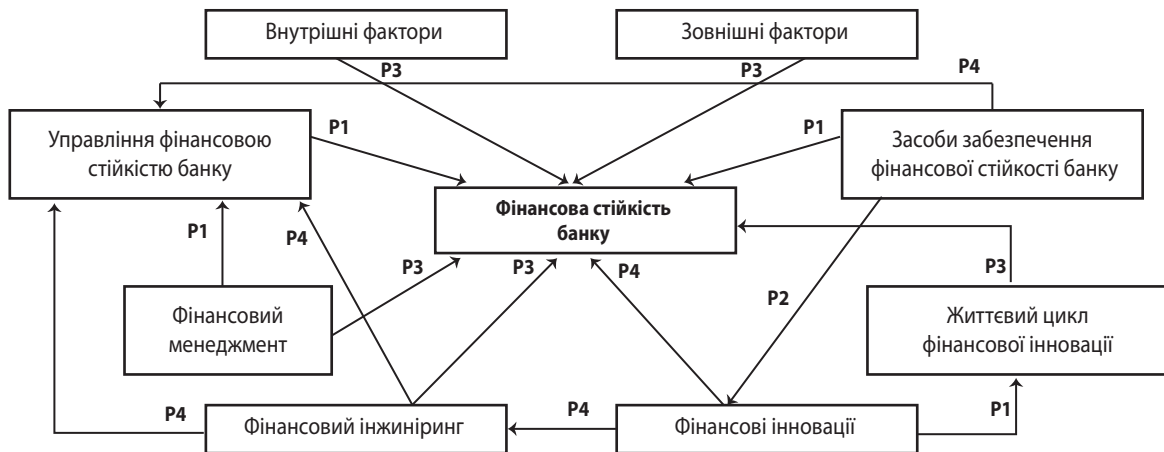 Внутрішні фактори
Зовнішні фактори
P3
P3
P4
Управління фінансовою
стійкістю банку
P1
P1
Засоби забезпечення
фінансової стійкості банку
Фінансова стійкість
банку
P1
P4
P3
P3
P4
P2
P3
Фінансовий
менеджмент
Життєвий цикл
фінансової інновації
P4
Фінансовий інжиніринг
P4
Фінансові інновації
P1